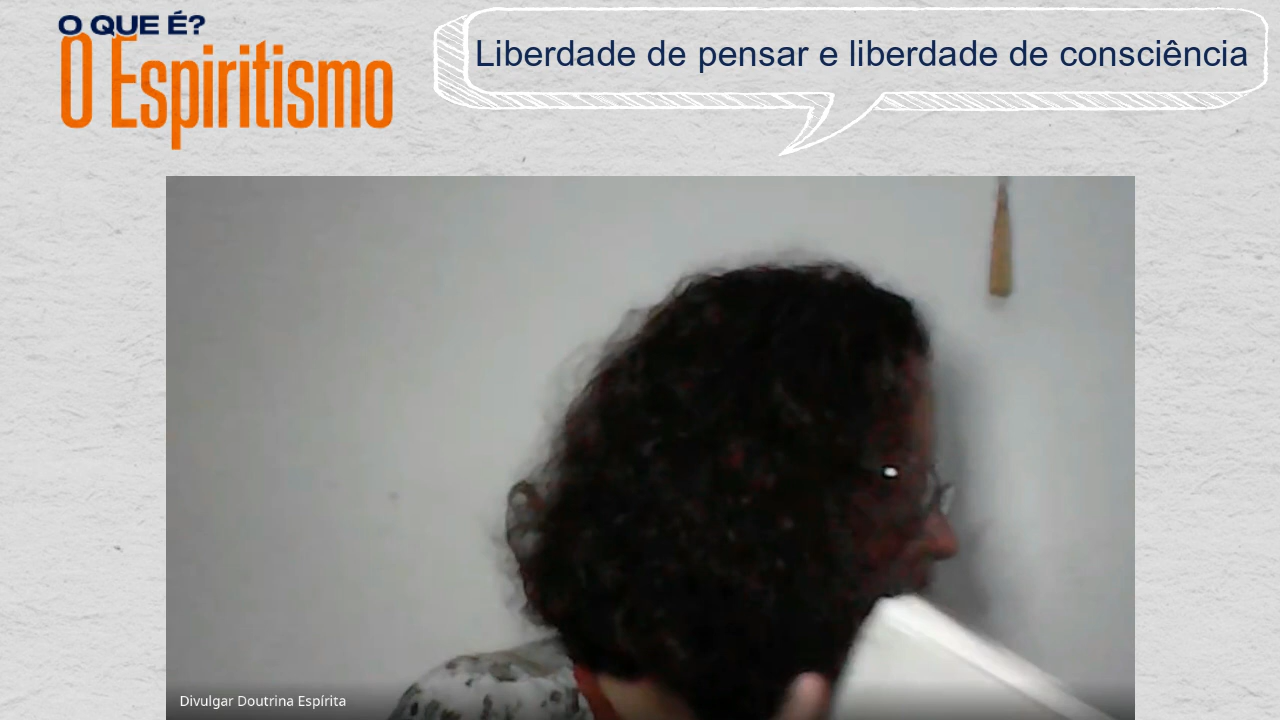 O QUE É?
O Espiritismo
Liberdade de pensar e liberdade de consciência
Divulgar Doutrina Espírita